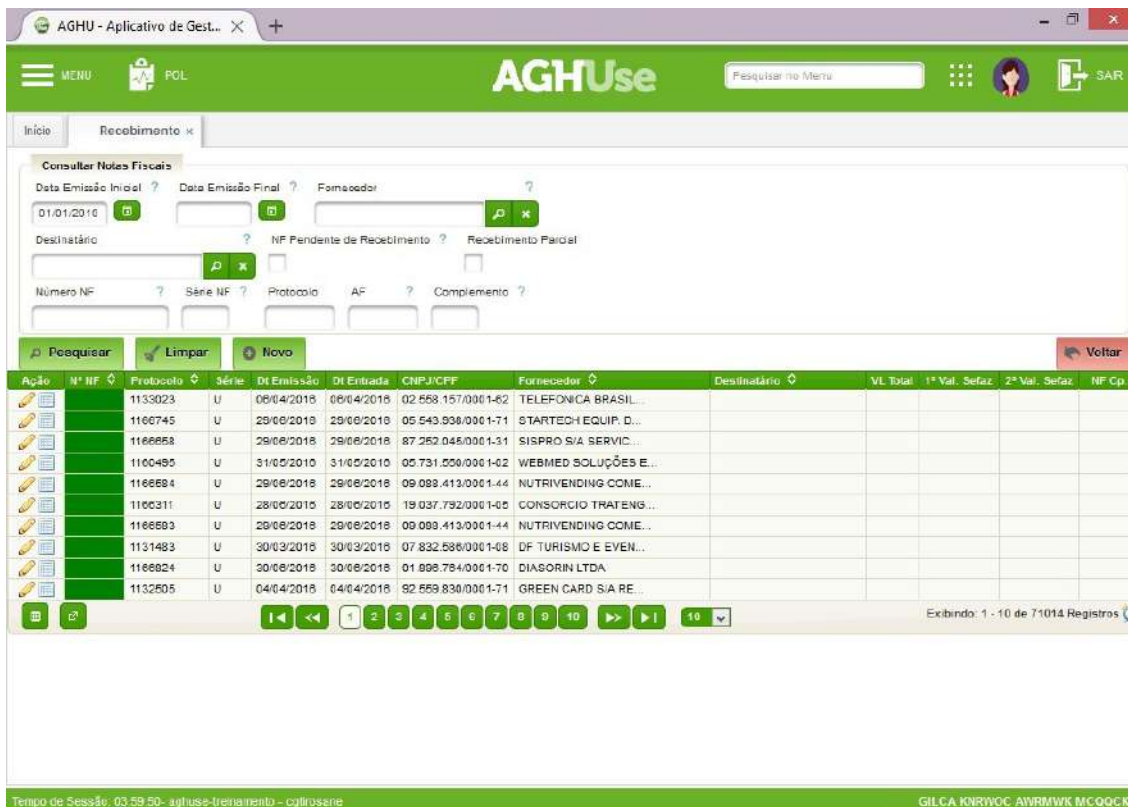 AGHU - Aplicativo de Gest...
MENU POL AGHUse Pesquisar no Menu SAIR
Início Recebimento
Consultar Notas Fiscais
Data Emissão Inicial ? Data Emissão Final ? Fornecedor ?
01/01/2016
Destinatário ? NF Pendente de Recebimento ? Recebimento Parcial
Número NF ? Série NF ? Protocolo AF ? Complemento ?
Pesquisar Limpar Novo Voltar
Ação Nº NF Protocolo Série Dt Emissão Dt Entrada CNPJ/CPF Fornecedor Destinatário VL Total 1ª Val. Sefaz 2ª Val. Sefaz NF Cp.
1133023 U 06/04/2016 06/04/2016 02.558.157/0001-62 TELEFONICA BRASIL...
1166745 U 29/06/2016 29/06/2016 05.543.938/0001-71 STARTECH EQUIP. D...
1166658 U 29/06/2016 29/06/2016 87.252.045/0001-31 SISPRO S/A SERVIC...
1160495 U 31/05/2016 31/05/2016 05.731.550/0001-02 WEBMED SOLUÇÕES E...
1166584 U 29/06/2016 29/06/2016 09.088.413/0001-44 NUTRIVENDING COME...
1166311 U 28/06/2016 28/06/2016 19.037.792/0001-05 CONSORCIO TRATENG...
1166583 U 29/06/2016 29/06/2016 09.088.413/0001-44 NUTRIVENDING COME...
1131483 U 30/03/2016 30/03/2016 07.832.586/0001-08 DF TURISMO E EVEN...
1166824 U 30/06/2016 30/06/2016 01.896.764/0001-70 DIASORIN LTDA
1132505 U 04/04/2016 04/04/2016 92.559.830/0001-71 GREEN CARD S/A RE...
1 2 3 4 5 6 7 8 9 10 10 Exibindo: 1 - 10 de 71014 Registros
Tempo de Sessão: 03:59:50- aghuse-treinamento - cgtirosane GILCA KNRWOC AWRMWK